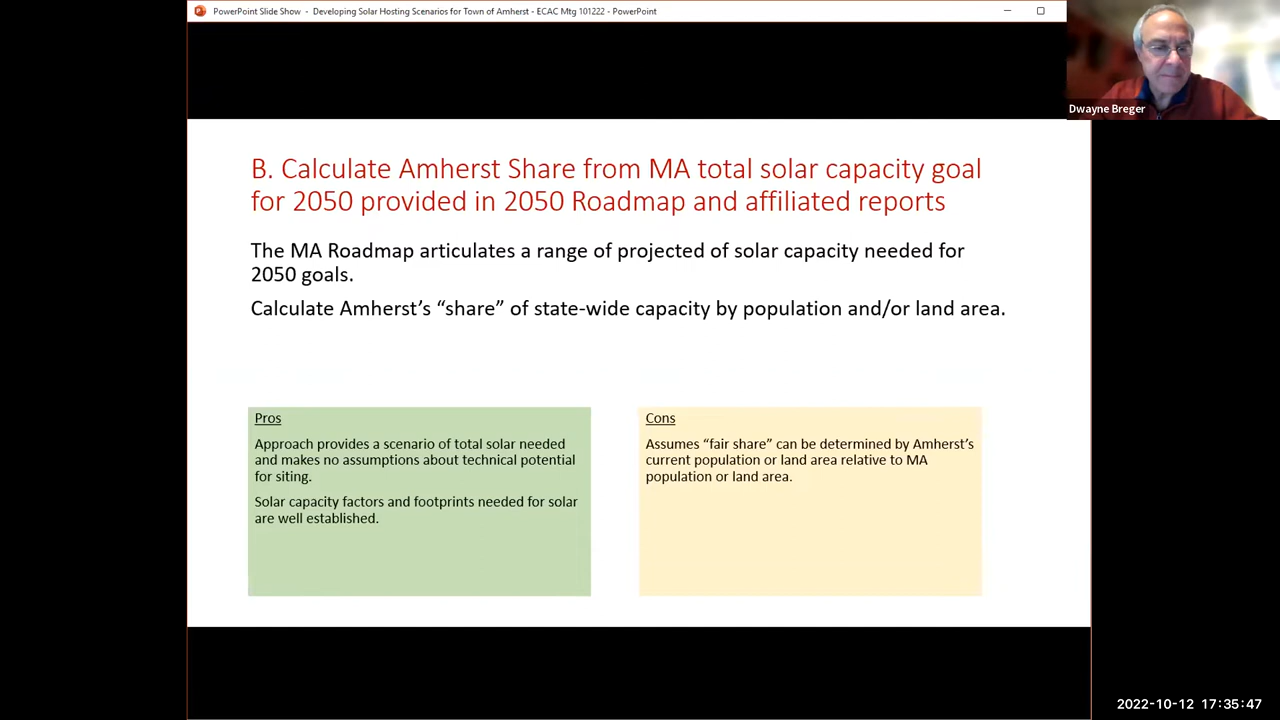 PowerPoint Slide Show - Developing Solar Hosting Scenarios for Town of Amherst - ECAC Mtg 101222 - PowerPoint
Dwayne Breger
B. Calculate Amherst Share from MA total solar capacity goal
for 2050 provided in 2050 Roadmap and affiliated reports
The MA Roadmap articulates a range of projected of solar capacity needed for
2050 goals.
Calculate Amherst’s “share” of state-wide capacity by population and/or land area.
Pros
Approach provides a scenario of total solar needed
and makes no assumptions about technical potential
for siting.
Solar capacity factors and footprints needed for solar
are well established.
Cons
Assumes “fair share” can be determined by Amherst’s
current population or land area relative to MA
population or land area.
2022-10-12 17:35:47